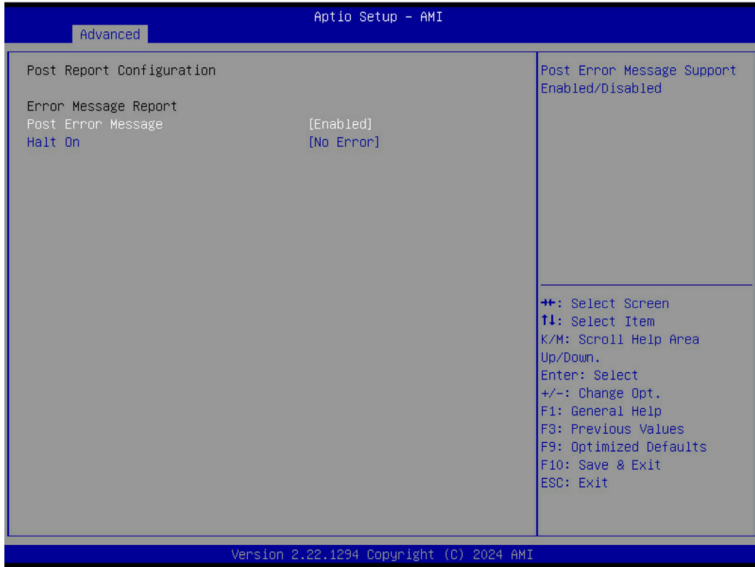 Aptio Setup – AMI
Advanced
Post Report Configuration
Error Message Report
Post Error Message [Enabled]
Halt On [No Error]
Post Error Message Support
Enabled/Disabled
→←: Select Screen
↑↓: Select Item
K/M: Scroll Help Area
Up/Down.
Enter: Select
+/-: Change Opt.
F1: General Help
F3: Previous Values
F9: Optimized Defaults
F10: Save & Exit
ESC: Exit
Version 2.22.1294 Copyright (C) 2024 AMI